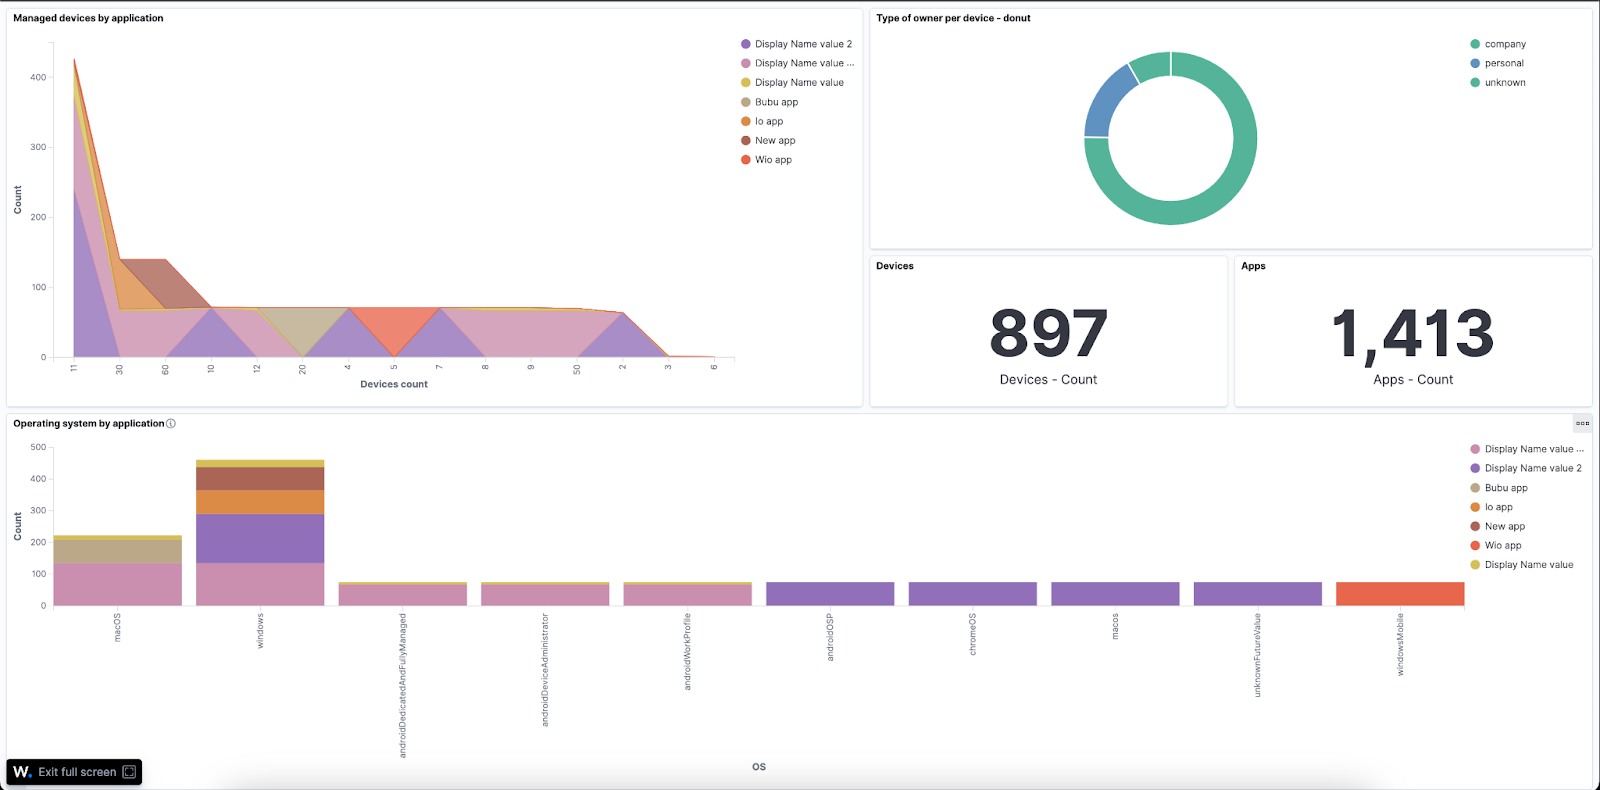 Managed devices by application
400
300
200
100
0
Count
11
30
60
10
12
20
4
5
7
8
9
50
2
3
6
Devices count
Display Name value 2
Display Name value ...
Display Name value
Bubu app
Io app
New app
Wio app
Type of owner per device - donut
company
personal
unknown
Devices
897
Devices - Count
Apps
1,413
Apps - Count
Operating system by application
500
400
300
200
100
0
Count
macOS
windows
androidDedicatedAndFullyManaged
androidDeviceAdministrator
androidWorkProfile
androidOSP
chromeOS
macos
unknownFutureValue
windowsMobile
OS
Display Name value ...
Display Name value 2
Bubu app
Io app
New app
Wio app
Display Name value
W. Exit full screen